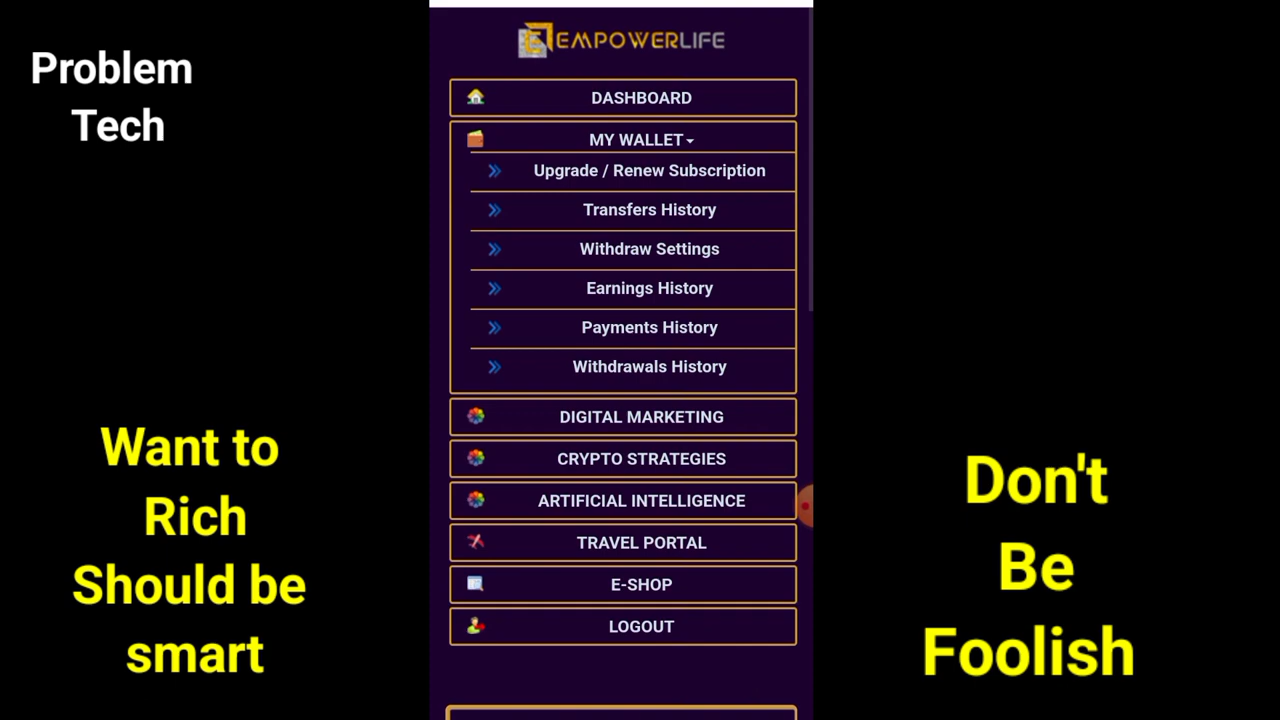 Problem
Tech
EMPOWERLIFE
DASHBOARD
MY WALLET
Upgrade / Renew Subscription
Transfers History
Withdraw Settings
Earnings History
Payments History
Withdrawals History
DIGITAL MARKETING
CRYPTO STRATEGIES
ARTIFICIAL INTELLIGENCE
TRAVEL PORTAL
E-SHOP
LOGOUT
Want to
Rich
Should be
smart
Don't
Be
Foolish